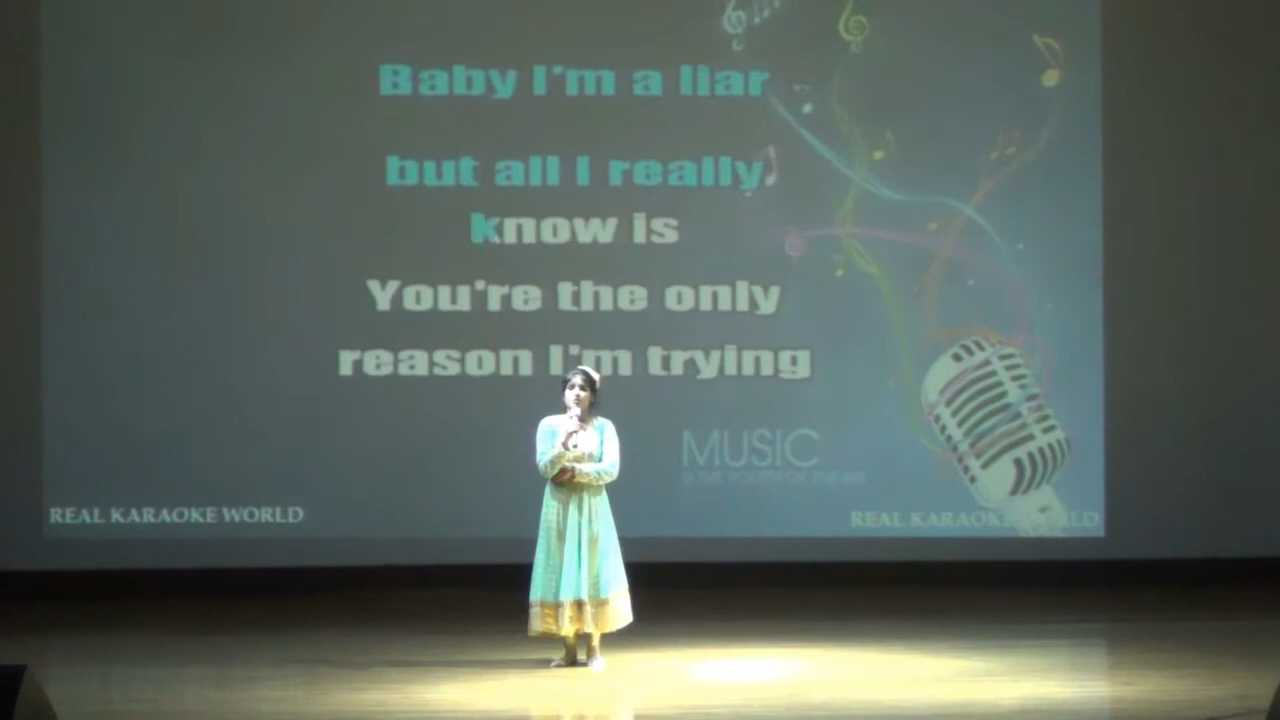 Baby I'm a liar
but all I really
know is
You're the only
reason I'm trying
MUSIC
REAL KARAOKE WORLD
REAL KARAOKE WORLD